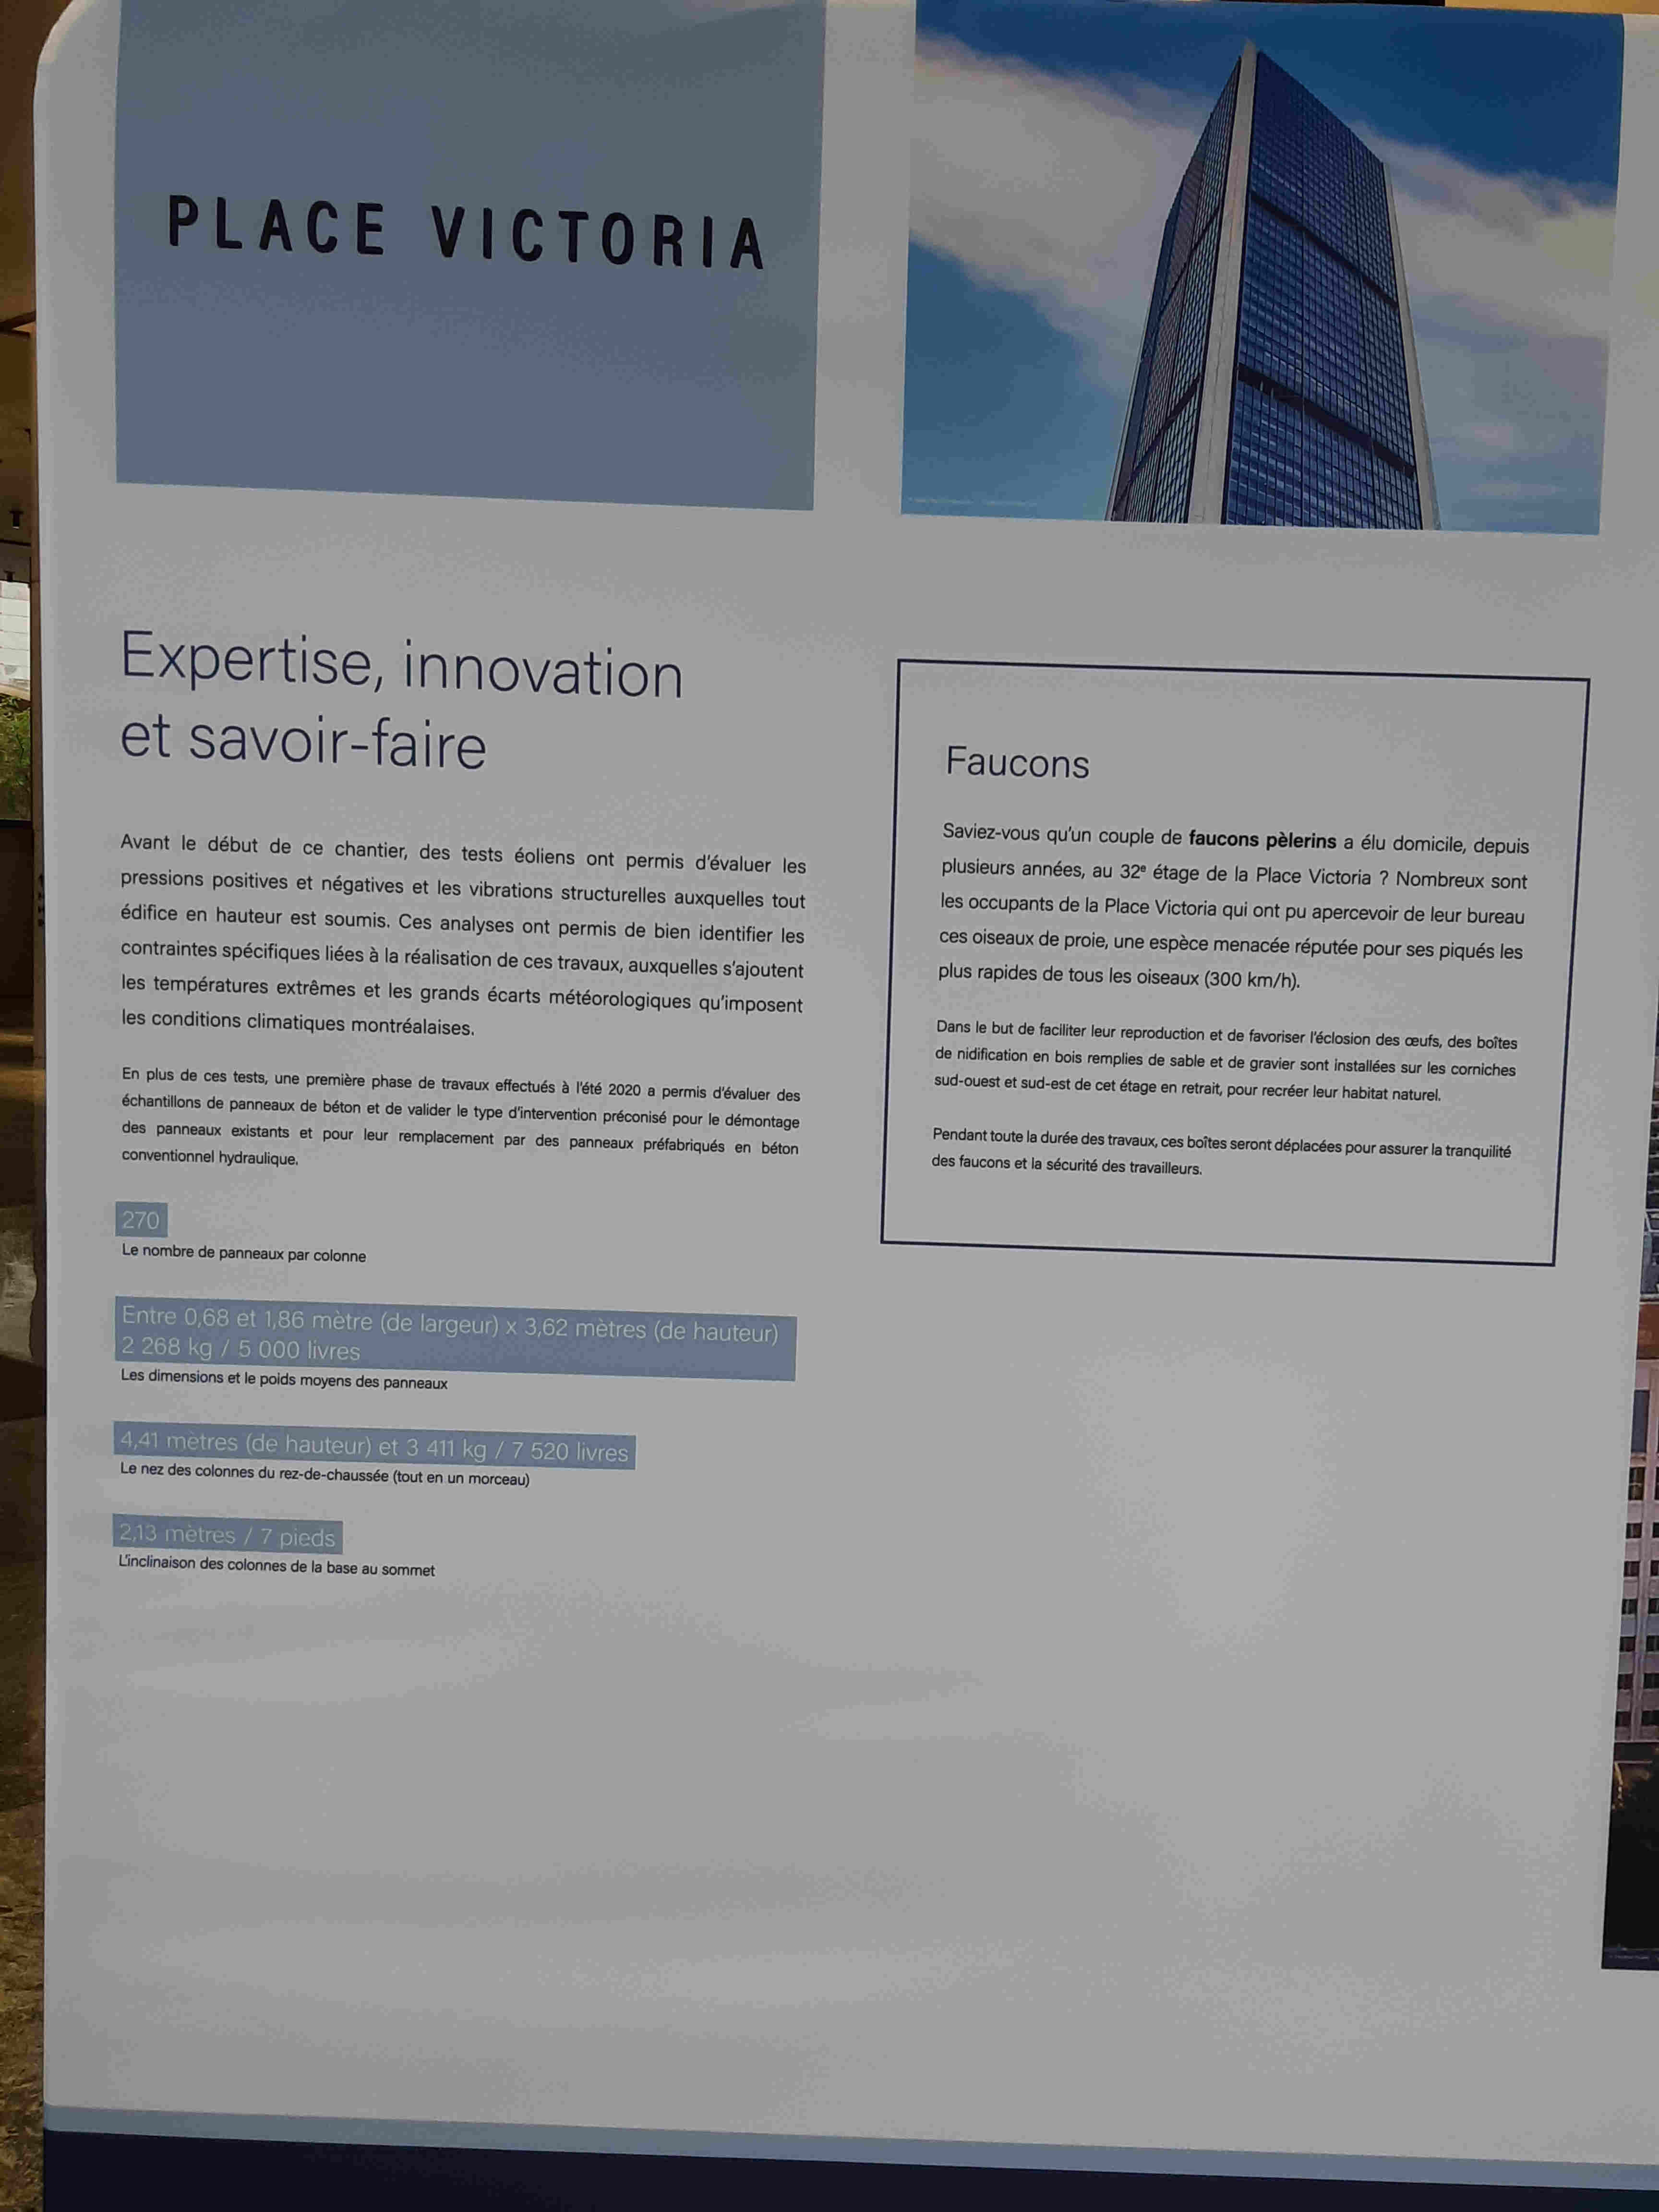 PLACE VICTORIA
Expertise, innovation
et savoir-faire
Avant le début de ce chantier, des tests éoliens ont permis d'évaluer les
pressions positives et négatives et les vibrations structurelles auxquelles tout
édifice en hauteur est soumis. Ces analyses ont permis de bien identifier les
contraintes spécifiques liées à la réalisation de ces travaux, auxquelles s'ajoutent
les températures extrêmes et les grands écarts météorologiques qu'imposent
les conditions climatiques montréalaises.
En plus de ces tests, une première phase de travaux effectués à l'été 2020 a permis d'évaluer des
échantillons de panneaux de béton et de valider le type d'intervention préconisé pour le démontage
des panneaux existants et pour leur remplacement par des panneaux préfabriqués en béton
conventionnel hydraulique.
270
Le nombre de panneaux par colonne
Entre 0,68 et 1,86 mètre (de largeur) x 3,62 mètres (de hauteur)
2 268 kg / 5 000 livres
Les dimensions et le poids moyens des panneaux
4,41 mètres (de hauteur) et 3 411 kg / 7 520 livres
Le nez des colonnes du rez-de-chaussée (tout en un morceau)
2,13 mètres / 7 pieds
L'inclinaison des colonnes de la base au sommet
Faucons
Saviez-vous qu'un couple de faucons pèlerins a élu domicile, depuis
plusieurs années, au 32e étage de la Place Victoria ? Nombreux sont
les occupants de la Place Victoria qui ont pu apercevoir de leur bureau
ces oiseaux de proie, une espèce menacée réputée pour ses piqués les
plus rapides de tous les oiseaux (300 km/h).
Dans le but de faciliter leur reproduction et de favoriser l'éclosion des œufs, des boîtes
de nidification en bois remplies de sable et de gravier sont installées sur les corniches
sud-ouest et sud-est de cet étage en retrait, pour recréer leur habitat naturel.
Pendant toute la durée des travaux, ces boîtes seront déplacées pour assurer la tranquilité
des faucons et la sécurité des travailleurs.